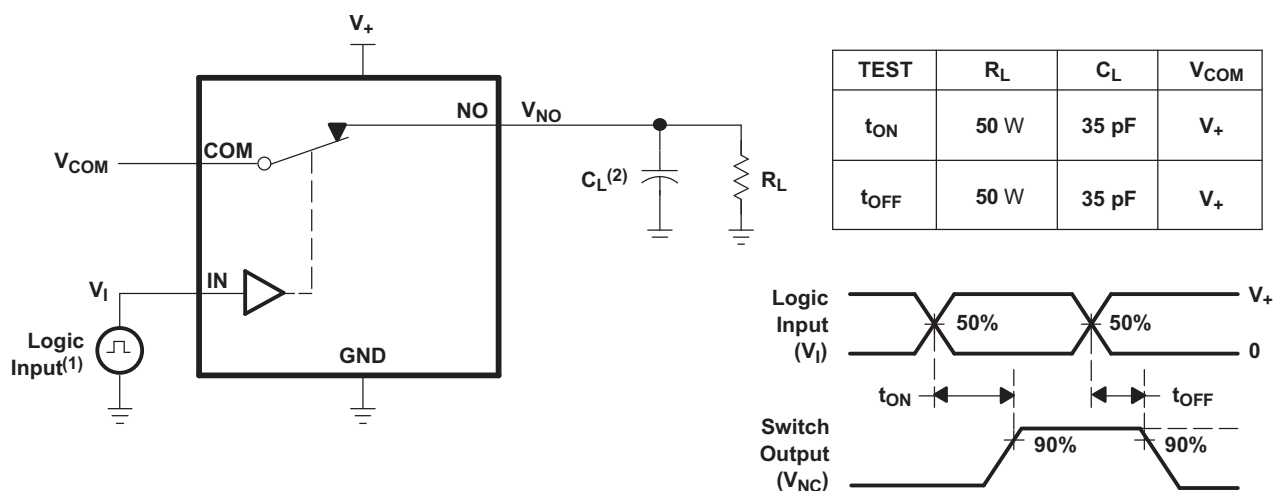 V+
NO
VNO
COM
VCOM
CL(2)
RL
IN
VI
Logic
Input(1)
GND
TEST RL CL VCOM
tON 50 W 35 pF V+
tOFF 50 W 35 pF V+
Logic
Input
(VI)
50%
50%
V+
0
tON
tOFF
Switch
Output
(VNC)
90%
90%